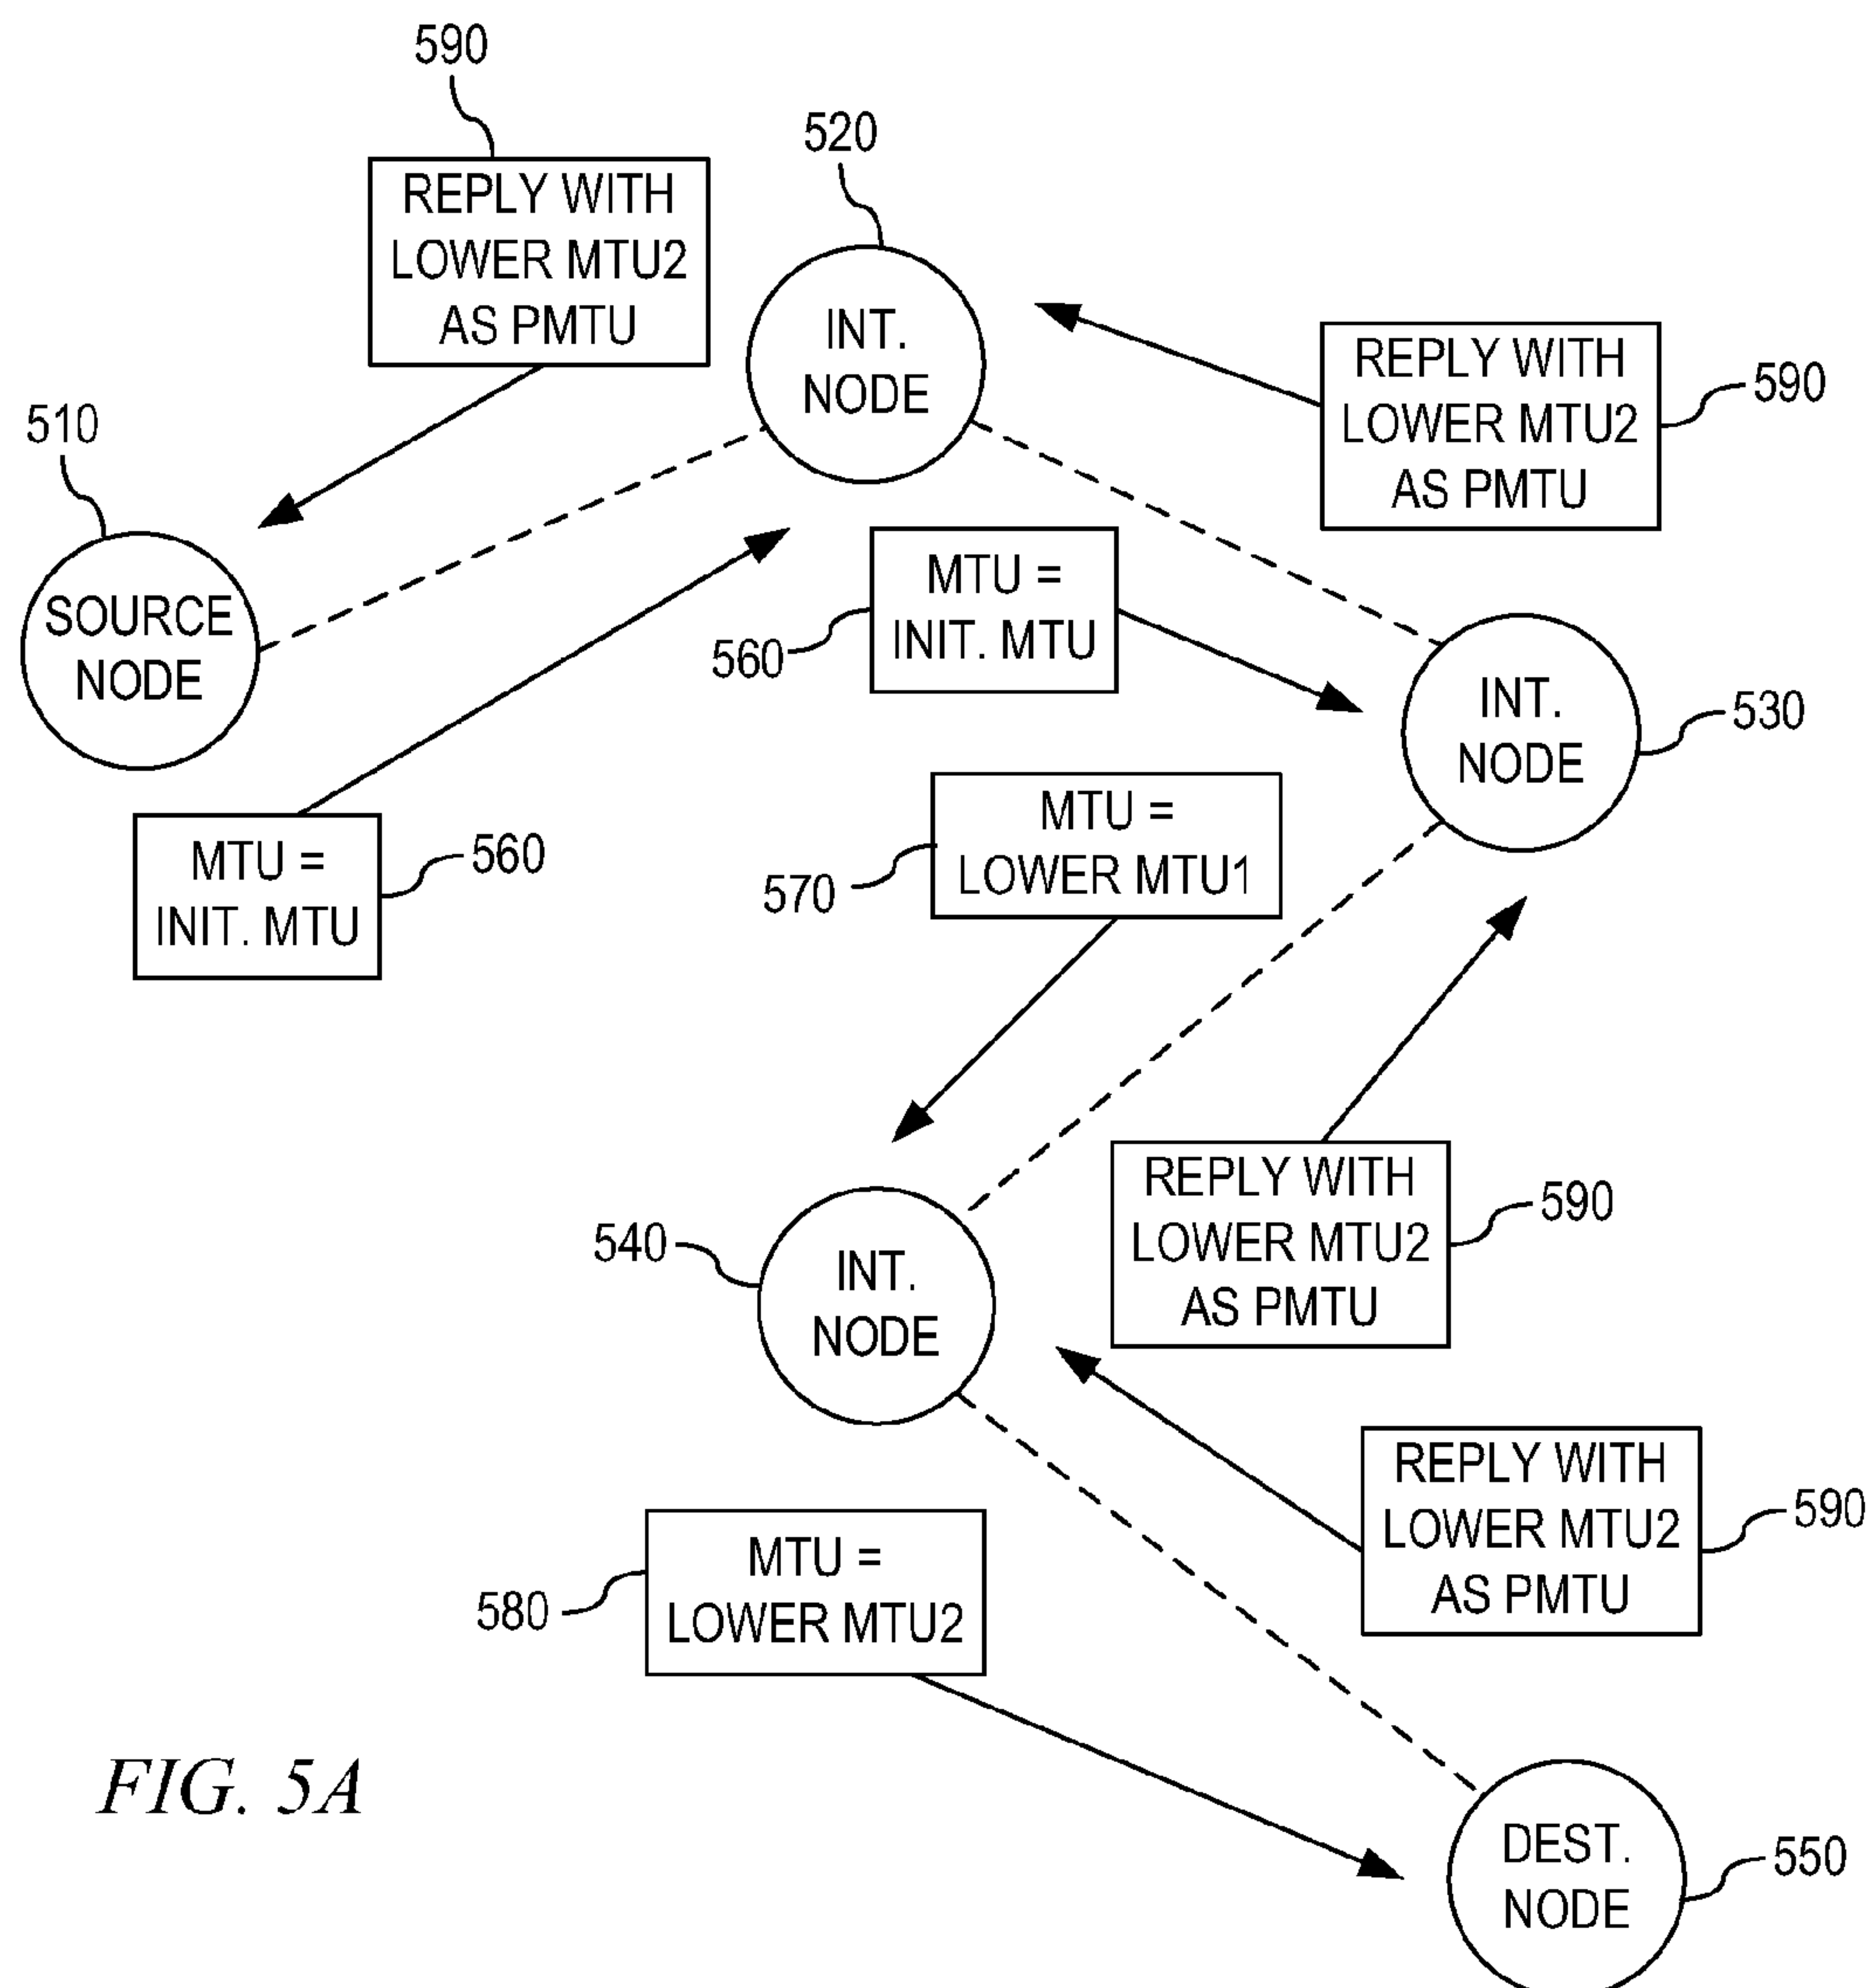 590
520
REPLY WITH
LOWER MTU2
AS PMTU
INT.
NODE
REPLY WITH
LOWER MTU2
AS PMTU
590
510
SOURCE
NODE
MTU =
INIT. MTU
560
INT.
NODE
530
MTU =
INIT. MTU
560
MTU =
LOWER MTU1
570
540
INT.
NODE
REPLY WITH
LOWER MTU2
AS PMTU
590
REPLY WITH
LOWER MTU2
AS PMTU
590
MTU =
LOWER MTU2
580
DEST.
NODE
550
FIG. 5A